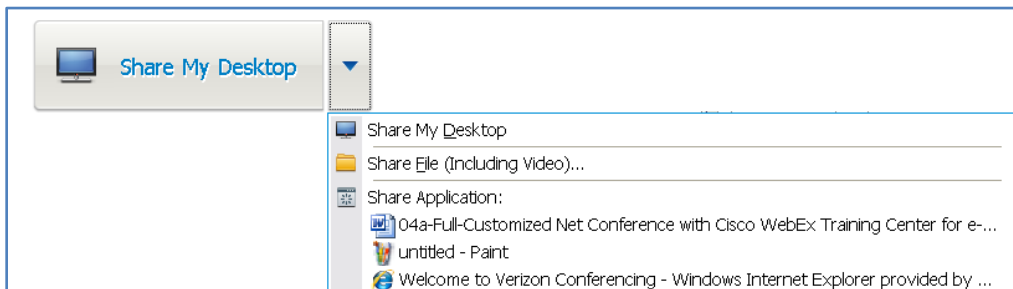 Share My Desktop
Share My Desktop
Share File (Including Video)...
Share Application:
04a-Full-Customized Net Conference with Cisco WebEx Training Center for e-...
untitled - Paint
Welcome to Verizon Conferencing - Windows Internet Explorer provided by ...